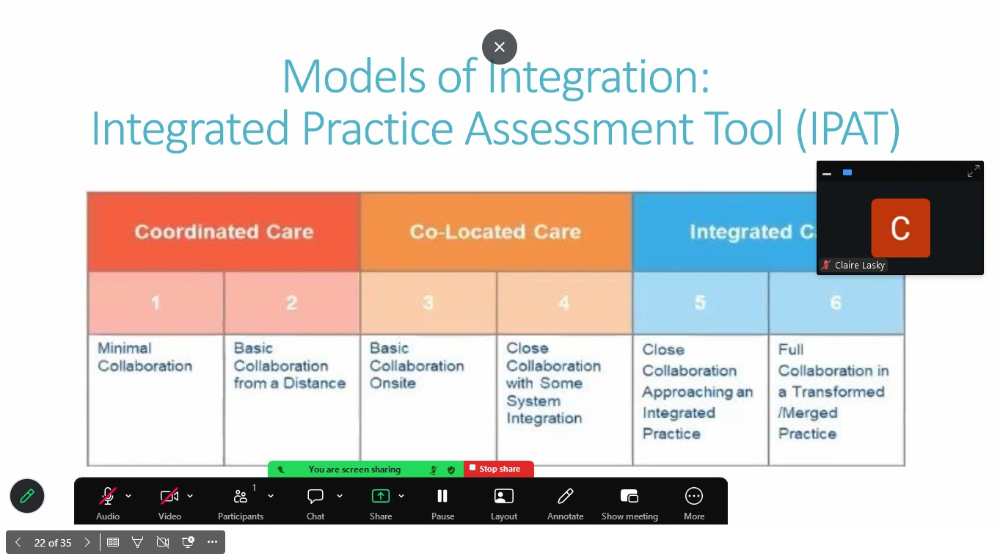 Models of Integration:
Integrated Practice Assessment Tool (IPAT)
Coordinated Care
Co-Located Care
Integrated
C
Claire Lasky
1
2
3
4
5
6
Minimal
Collaboration
Basic
Collaboration
from a Distance
Basic
Collaboration
Onsite
Close
Collaboration
with Some
System
Integration
Close
Collaboration
Approaching an
Integrated
Practice
Full
Collaboration in
a Transformed
/Merged
Practice
You are screen sharing
Stop share
Audio
Video
1
Participants
Chat
Share
Pause
Layout
Annotate
Show meeting
More
22 of 35